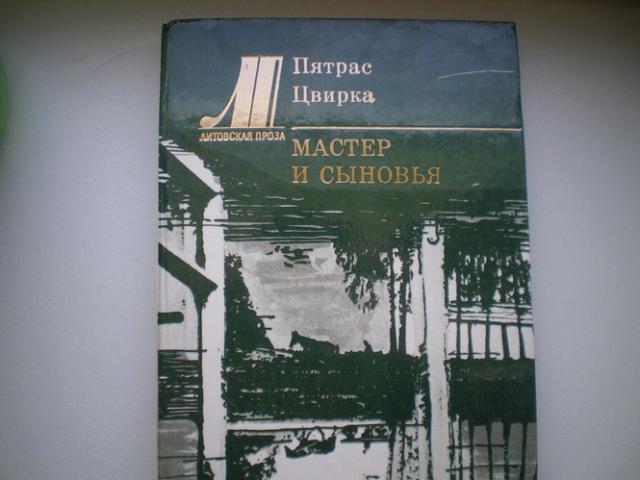 Пятрас
Цвирка
ЛП
ЛИТОВСКАЯ ПРОЗА
МАСТЕР
И СЫНОВЬЯ